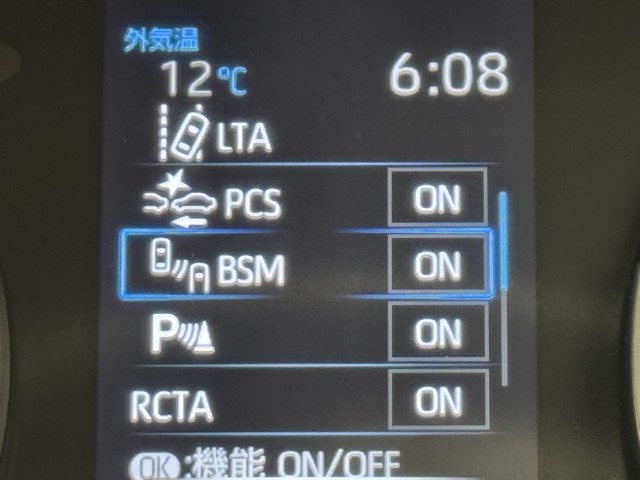 外気温
12℃ 6:08
LTA
PCS ON
BSM ON
P ON
RCTA ON
OK:機能 ON/OFF